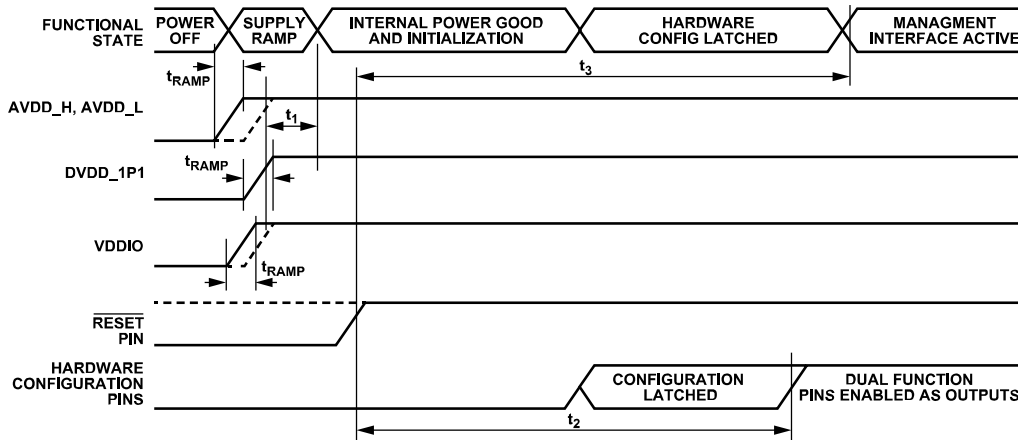 FUNCTIONAL
STATE
POWER
OFF
SUPPLY
RAMP
INTERNAL POWER GOOD
AND INITIALIZATION
HARDWARE
CONFIG LATCHED
MANAGMENT
INTERFACE ACTIVE
tRAMP
t3
AVDD_H, AVDD_L
t1
tRAMP
DVDD_1P1
VDDIO
tRAMP
RESET
PIN
HARDWARE
CONFIGURATION
PINS
CONFIGURATION
LATCHED
DUAL FUNCTION
PINS ENABLED AS OUTPUTS
t2